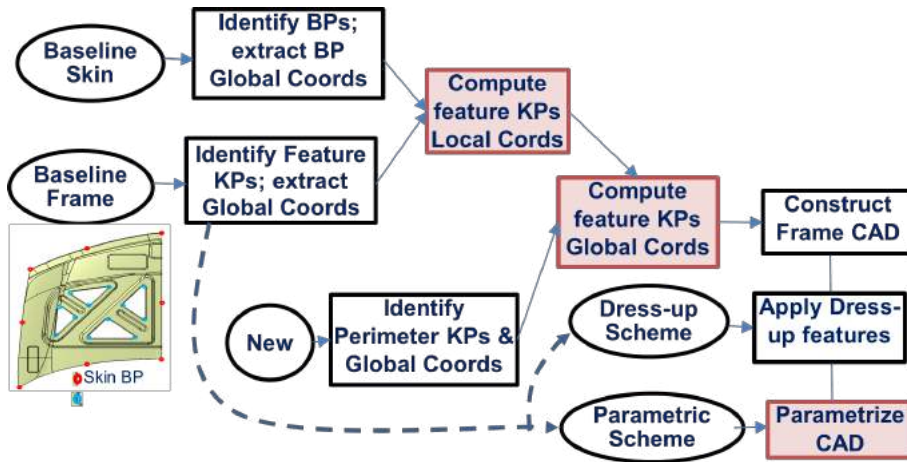 Baseline
Skin
Identify BPs;
extract BP
Global Coords
Compute
feature KPs
Local Cords
Baseline
Frame
Identify Feature
KPs; extract
Global Coords
Compute
feature KPs
Global Cords
Construct
Frame CAD
New
Identify
Perimeter KPs &
Global Coords
Dress-up
Scheme
Apply Dress-
up features
Skin BP
Parametric
Scheme
Parametrize
CAD